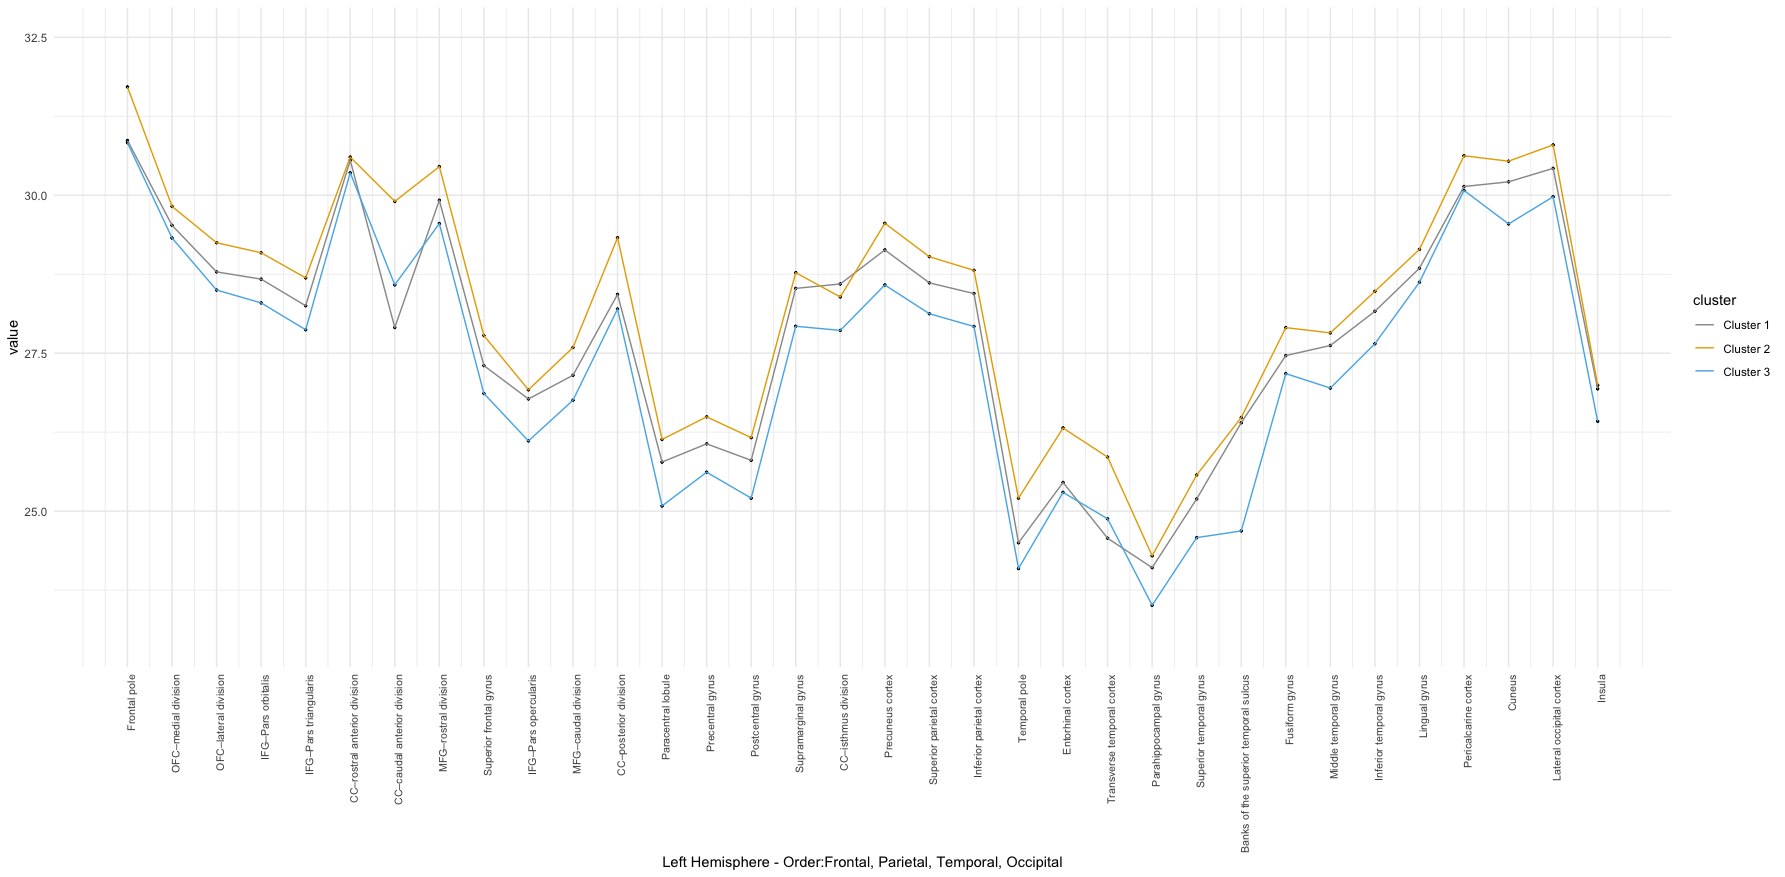 32.5
30.0
27.5
25.0
value
Frontal pole
OFC−medial division
OFC−lateral division
IFG−Pars orbitalis
IFG−Pars triangularis
CC−rostral anterior division
CC−caudal anterior division
MFG−rostral division
Superior frontal gyrus
IFG−Pars opercularis
MFG−caudal division
CC−posterior division
Paracentral lobule
Precentral gyrus
Postcentral gyrus
Supramarginal gyrus
CC−isthmus division
Precuneus cortex
Superior parietal cortex
Inferior parietal cortex
Temporal pole
Entorhinal cortex
Transverse temporal cortex
Parahippocampal gyrus
Superior temporal gyrus
Banks of the superior temporal sulcus
Fusiform gyrus
Middle temporal gyrus
Inferior temporal gyrus
Lingual gyrus
Pericalcarine cortex
Cuneus
Lateral occipital cortex
Insula
Left Hemisphere - Order:Frontal, Parietal, Temporal, Occipital
cluster
Cluster 1
Cluster 2
Cluster 3